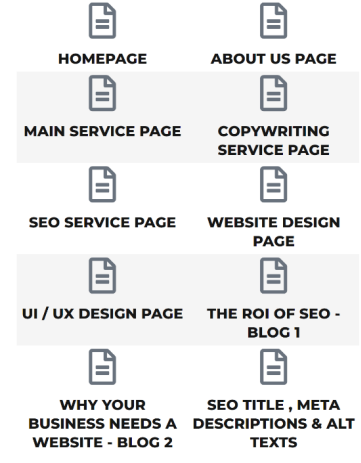 HOMEPAGE
ABOUT US PAGE
MAIN SERVICE PAGE
COPYWRITING
SERVICE PAGE
SEO SERVICE PAGE
WEBSITE DESIGN
PAGE
UI / UX DESIGN PAGE
THE ROI OF SEO -
BLOG 1
WHY YOUR
BUSINESS NEEDS A
WEBSITE - BLOG 2
SEO TITLE , META
DESCRIPTIONS & ALT
TEXTS